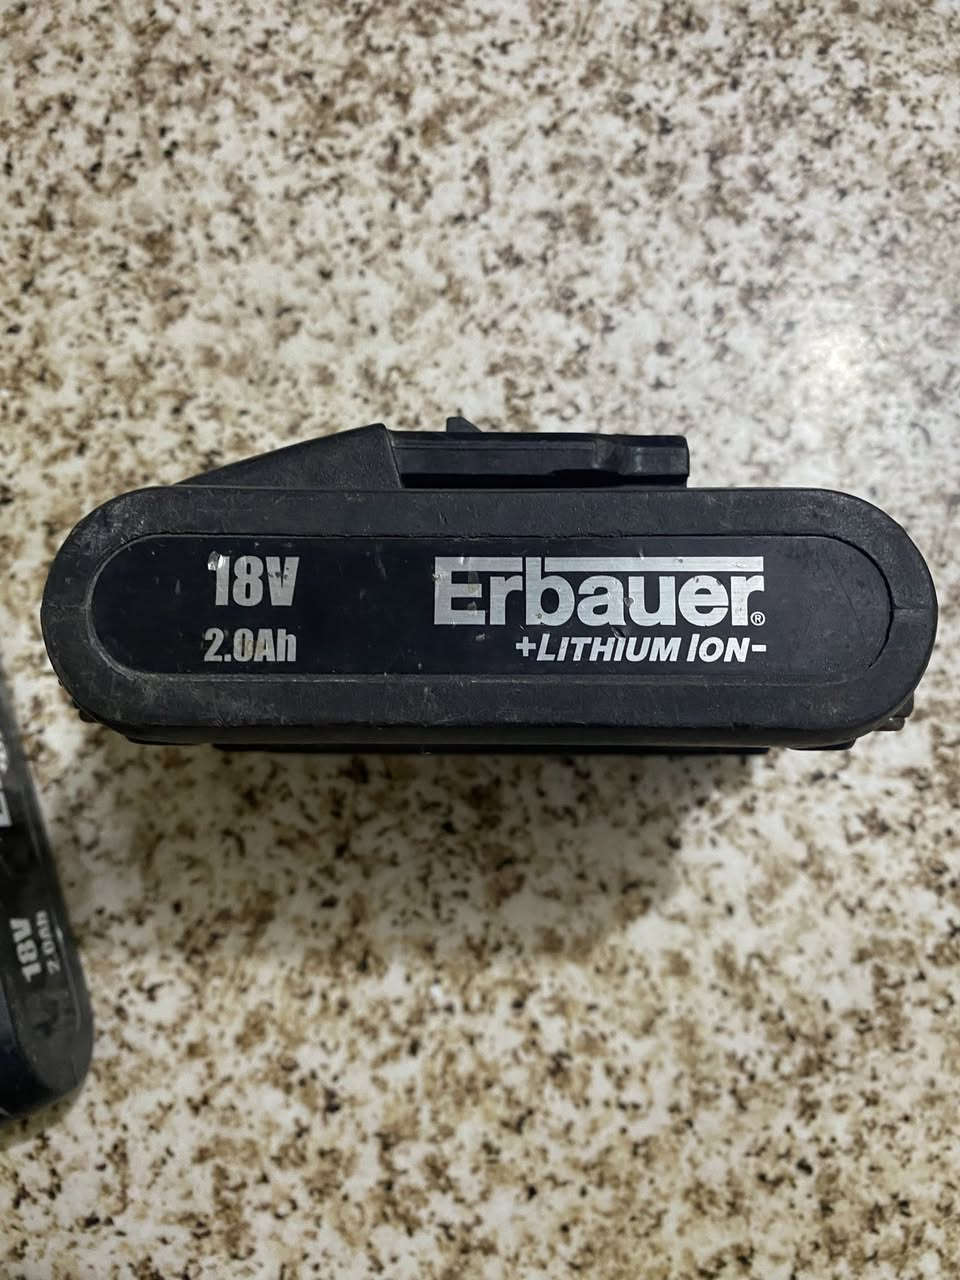 18V
2.0Ah
Erbauer®
+LITHIUM ION-
18V
2.0Ah